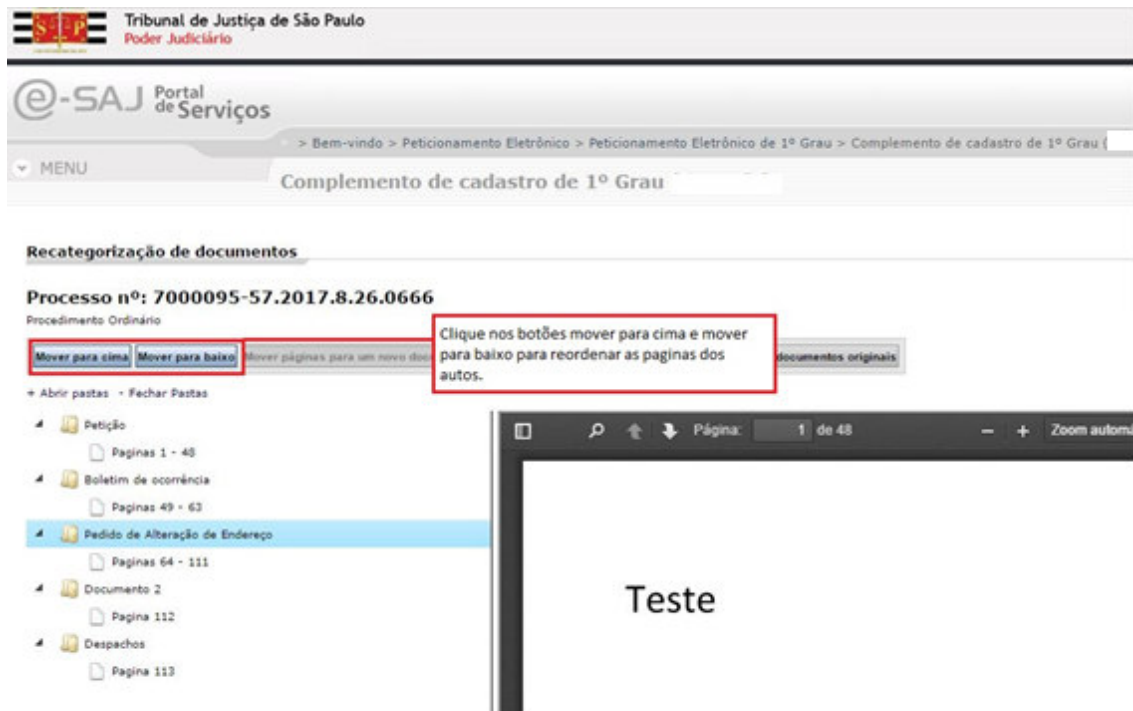 Tribunal de Justiça de São Paulo
Poder Judiciário
S P
e-SAJ Portal de Serviços
> Bem-vindo > Peticionamento Eletrônico > Peticionamento Eletrônico de 1º Grau > Complemento de cadastro de 1º Grau (
MENU
Complemento de cadastro de 1º Grau
Recategorização de documentos
Processo nº: 7000095-57.2017.8.26.0666
Procedimento Ordinário
Clique nos botões mover para cima e mover
para baixo para reordenar as paginas dos
autos.
Mover para cima Mover para baixo Mover páginas para um novo documentos originais
+ Abrir pastas - Fechar Pastas
Petição
Paginas 1 - 48
Boletim de ocorrência
Paginas 49 - 63
Pedido de Alteração de Endereço
Paginas 64 - 111
Documento 2
Pagina 112
Despachos
Pagina 113
Página: 1 de 48 − + Zoom
Teste